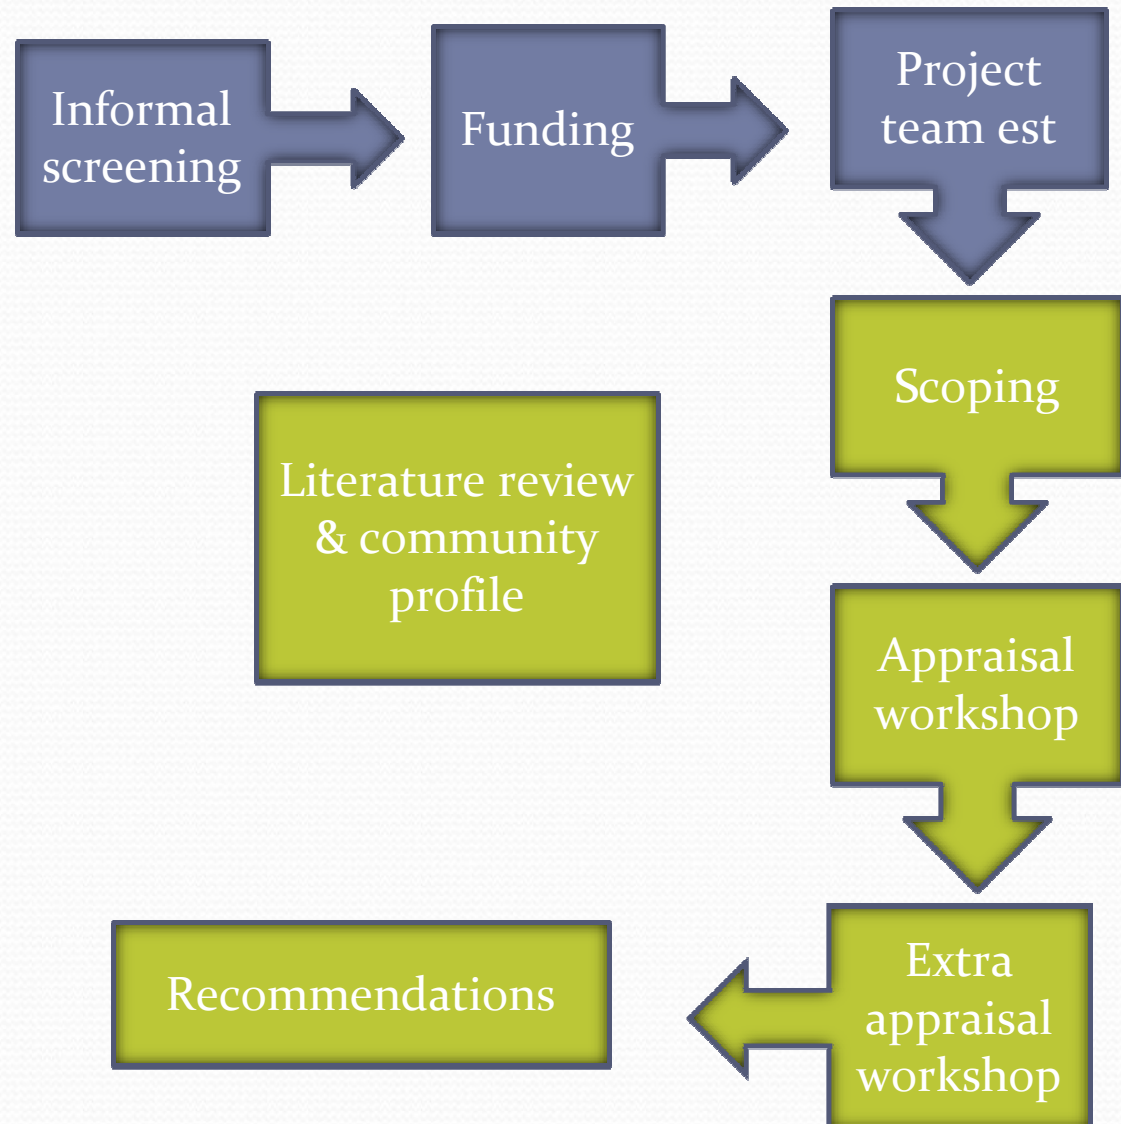 Informal
screening
Funding
Project
team est
Scoping
Literature review
& community
profile
Appraisal
workshop
Extra
appraisal
workshop
Recommendations